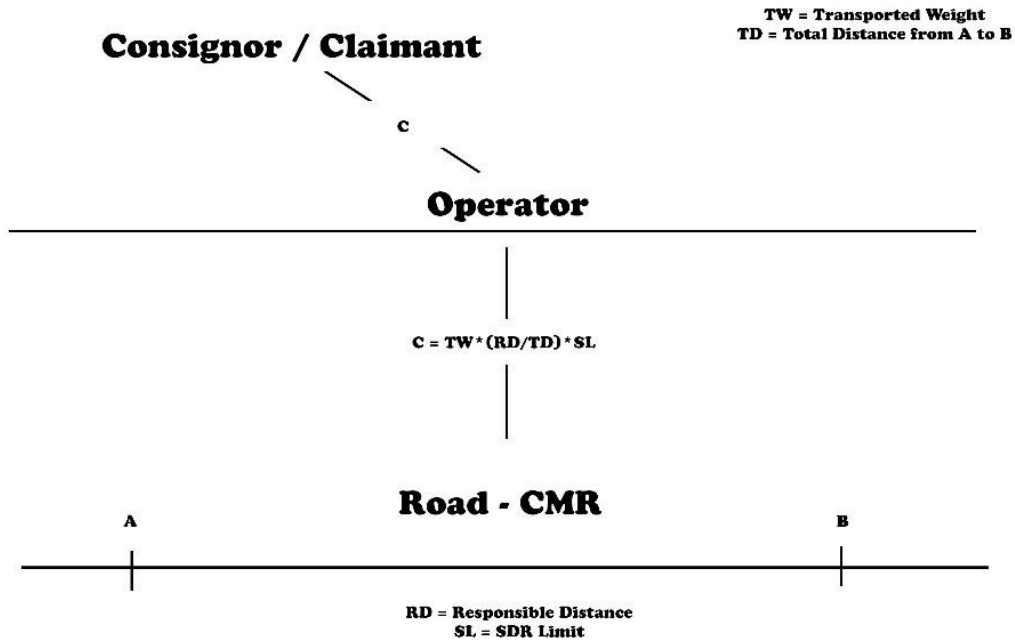 TW = Transported Weight
TD = Total Distance from A to B
Consignor / Claimant
C
Operator
C = TW*(RD/TD)*SL
Road - CMR
A
B
RD = Responsible Distance
SL = SDR Limit